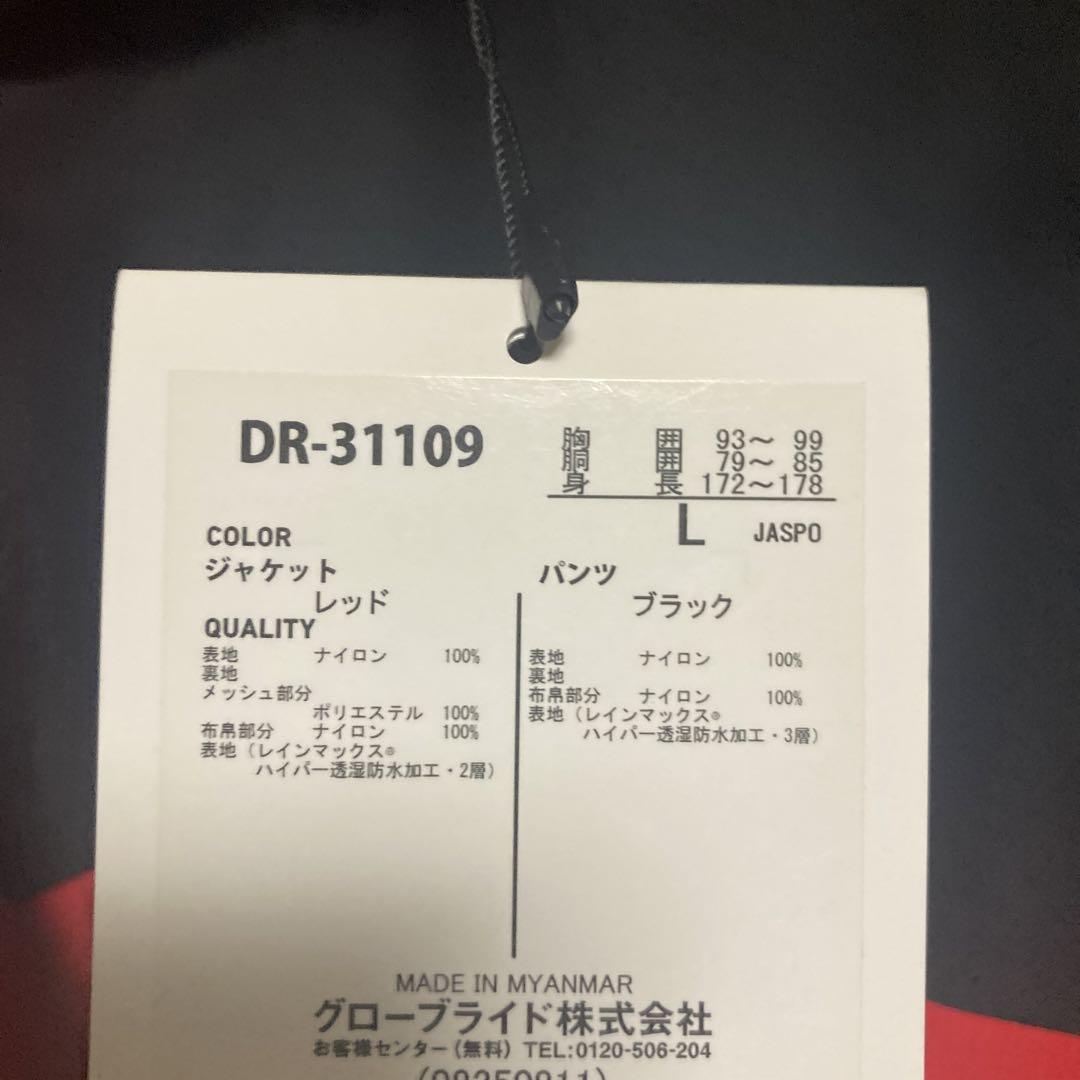 DR-31109
胸 囲 93～ 99
胴 囲 79～ 85
身 長 172～178
L JASPO
COLOR
ジャケット
レッド
パンツ
ブラック
QUALITY
表地 ナイロン 100%
裏地
メッシュ部分
ポリエステル 100%
布帛部分 ナイロン 100%
表地（レインマックス®
ハイパー透湿防水加工・2層）
表地 ナイロン 100%
裏地
布帛部分 ナイロン 100%
表地（レインマックス®
ハイパー透湿防水加工・3層）
MADE IN MYANMAR
グローブライド株式会社
お客様センター（無料） TEL:0120-506-204